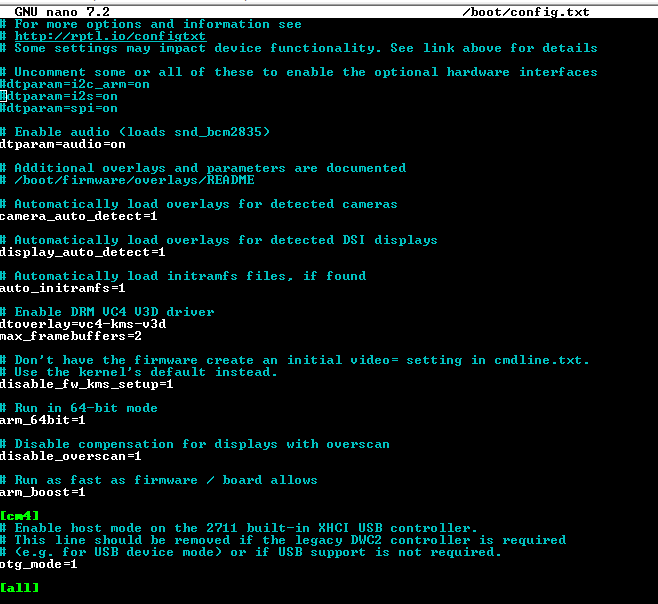 GNU nano 7.2 /boot/config.txt
# For more options and information see
# http://rptl.io/configtxt
# Some settings may impact device functionality. See link above for details
# Uncomment some or all of these to enable the optional hardware interfaces
#dtparam=i2c_arm=on
#dtparam=i2s=on
#dtparam=spi=on
# Enable audio (loads snd_bcm2835)
dtparam=audio=on
# Additional overlays and parameters are documented
# /boot/firmware/overlays/README
# Automatically load overlays for detected cameras
camera_auto_detect=1
# Automatically load overlays for detected DSI displays
display_auto_detect=1
# Automatically load initramfs files, if found
auto_initramfs=1
# Enable DRM VC4 V3D driver
dtoverlay=vc4-kms-v3d
max_framebuffers=2
# Don't have the firmware create an initial video= setting in cmdline.txt.
# Use the kernel's default instead.
disable_fw_kms_setup=1
# Run in 64-bit mode
arm_64bit=1
# Disable compensation for displays with overscan
disable_overscan=1
# Run as fast as firmware / board allows
arm_boost=1
[cm4]
# Enable host mode on the 2711 built-in XHCI USB controller.
# This line should be removed if the legacy DWC2 controller is required
# (e.g. for USB device mode) or if USB support is not required.
otg_mode=1
[all]